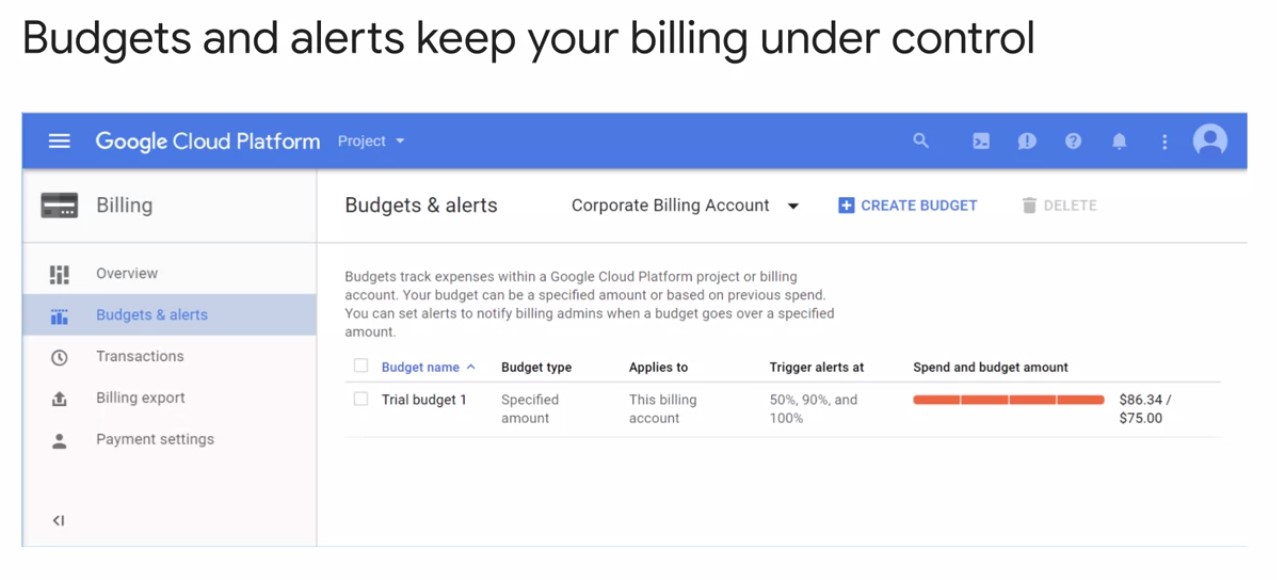 Budgets and alerts keep your billing under control
Google Cloud Platform Project
Billing
Budgets & alerts Corporate Billing Account CREATE BUDGET DELETE
Overview
Budgets & alerts
Transactions
Billing export
Payment settings
Budgets track expenses within a Google Cloud Platform project or billing
account. Your budget can be a specified amount or based on previous spend.
You can set alerts to notify billing admins when a budget goes over a specified
amount.
Budget name Budget type Applies to Trigger alerts at Spend and budget amount
Trial budget 1 Specified This billing 50%, 90%, and $86.34 /
amount account 100% $75.00